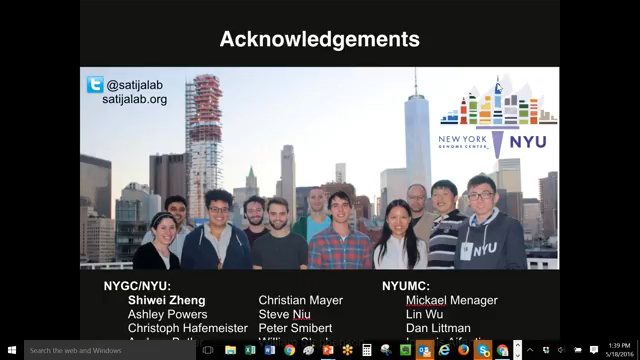 Acknowledgements
@satijalab
satijalab.org
NEW YORK
GENOME CENTER
NYU
NYU
NYGC/NYU:
Shiwei Zheng
Ashley Powers
Christoph Hafemeister
Christian Mayer
Steve Niu
Peter Smibert
NYUMC:
Mickael Menager
Lin Wu
Dan Littman
Search the web and Windows
1:39 PM
5/18/2016